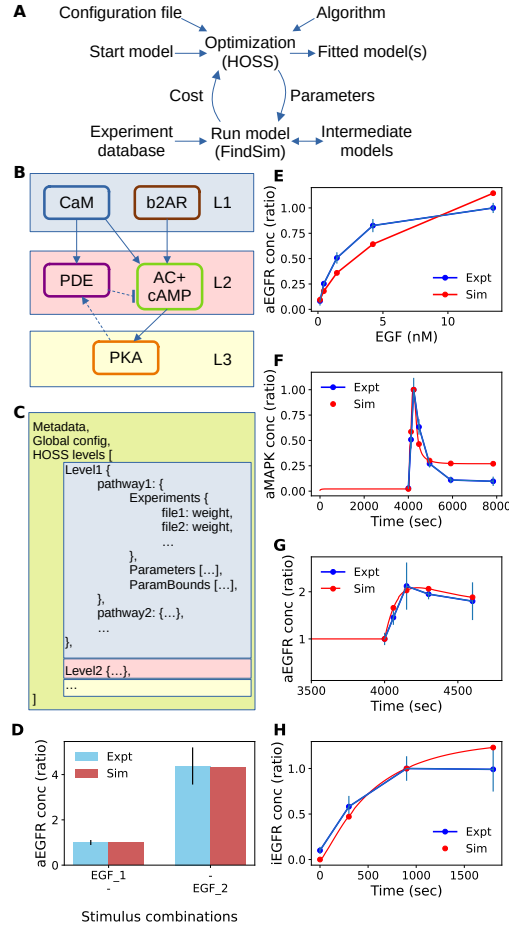 A
Configuration file
Algorithm
Start model
Optimization
(HOSS)
Fitted model(s)
Cost
Parameters
Experiment
database
Run model
(FindSim)
Intermediate
models
B
CaM
b2AR
L1
PDE
AC+
cAMP
L2
PKA
L3
C
Metadata,
Global config,
HOSS levels [
Level1 {
pathway1: {
Experiments {
file1: weight,
file2: weight,
...
},
Parameters [...],
ParamBounds [...],
},
pathway2: {...},
...
},
Level2 {...},
...
]
D
aEGFR conc (ratio)
4
2
0
Expt
Sim
EGF_1
-
-
EGF_2
Stimulus combinations
E
aEGFR conc (ratio)
1.00
0.75
0.50
0.25
0.00
Expt
Sim
0
5
10
EGF (nM)
F
aMAPK conc (ratio)
1.00
0.75
0.50
0.25
0.00
Expt
Sim
0
2000
4000
6000
8000
Time (sec)
G
aEGFR conc (ratio)
2
1
Expt
Sim
3500
4000
4500
Time (sec)
H
iEGFR conc (ratio)
1.0
0.5
0.0
Expt
Sim
0
500
1000
1500
Time (sec)